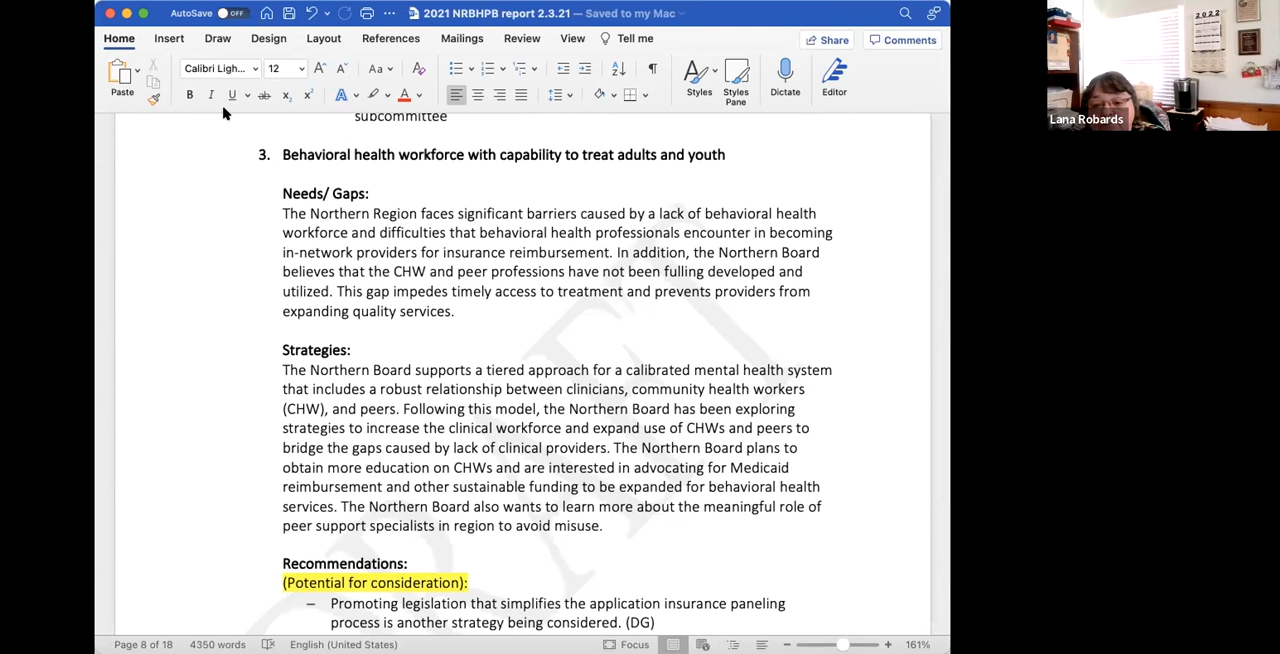 AutoSave OFF
2021 NRBHPB report 2.3.21 — Saved to my Mac
Home Insert Draw Design Layout References Mailings Review View Tell me Share Comments
Paste Calibri Ligh... 12 Styles Styles Pane Dictate Editor
subcommittee
3. Behavioral health workforce with capability to treat adults and youth
Needs/ Gaps:
The Northern Region faces significant barriers caused by a lack of behavioral health
workforce and difficulties that behavioral health professionals encounter in becoming
in-network providers for insurance reimbursement. In addition, the Northern Board
believes that the CHW and peer professions have not been fulling developed and
utilized. This gap impedes timely access to treatment and prevents providers from
expanding quality services.
Strategies:
The Northern Board supports a tiered approach for a calibrated mental health system
that includes a robust relationship between clinicians, community health workers
(CHW), and peers. Following this model, the Northern Board has been exploring
strategies to increase the clinical workforce and expand use of CHWs and peers to
bridge the gaps caused by lack of clinical providers. The Northern Board plans to
obtain more education on CHWs and are interested in advocating for Medicaid
reimbursement and other sustainable funding to be expanded for behavioral health
services. The Northern Board also wants to learn more about the meaningful role of
peer support specialists in region to avoid misuse.
Recommendations:
(Potential for consideration):
– Promoting legislation that simplifies the application insurance paneling
process is another strategy being considered. (DG)
DRAFT
Page 8 of 18 4350 words English (United States) Focus 161%
2022
Lana Robards